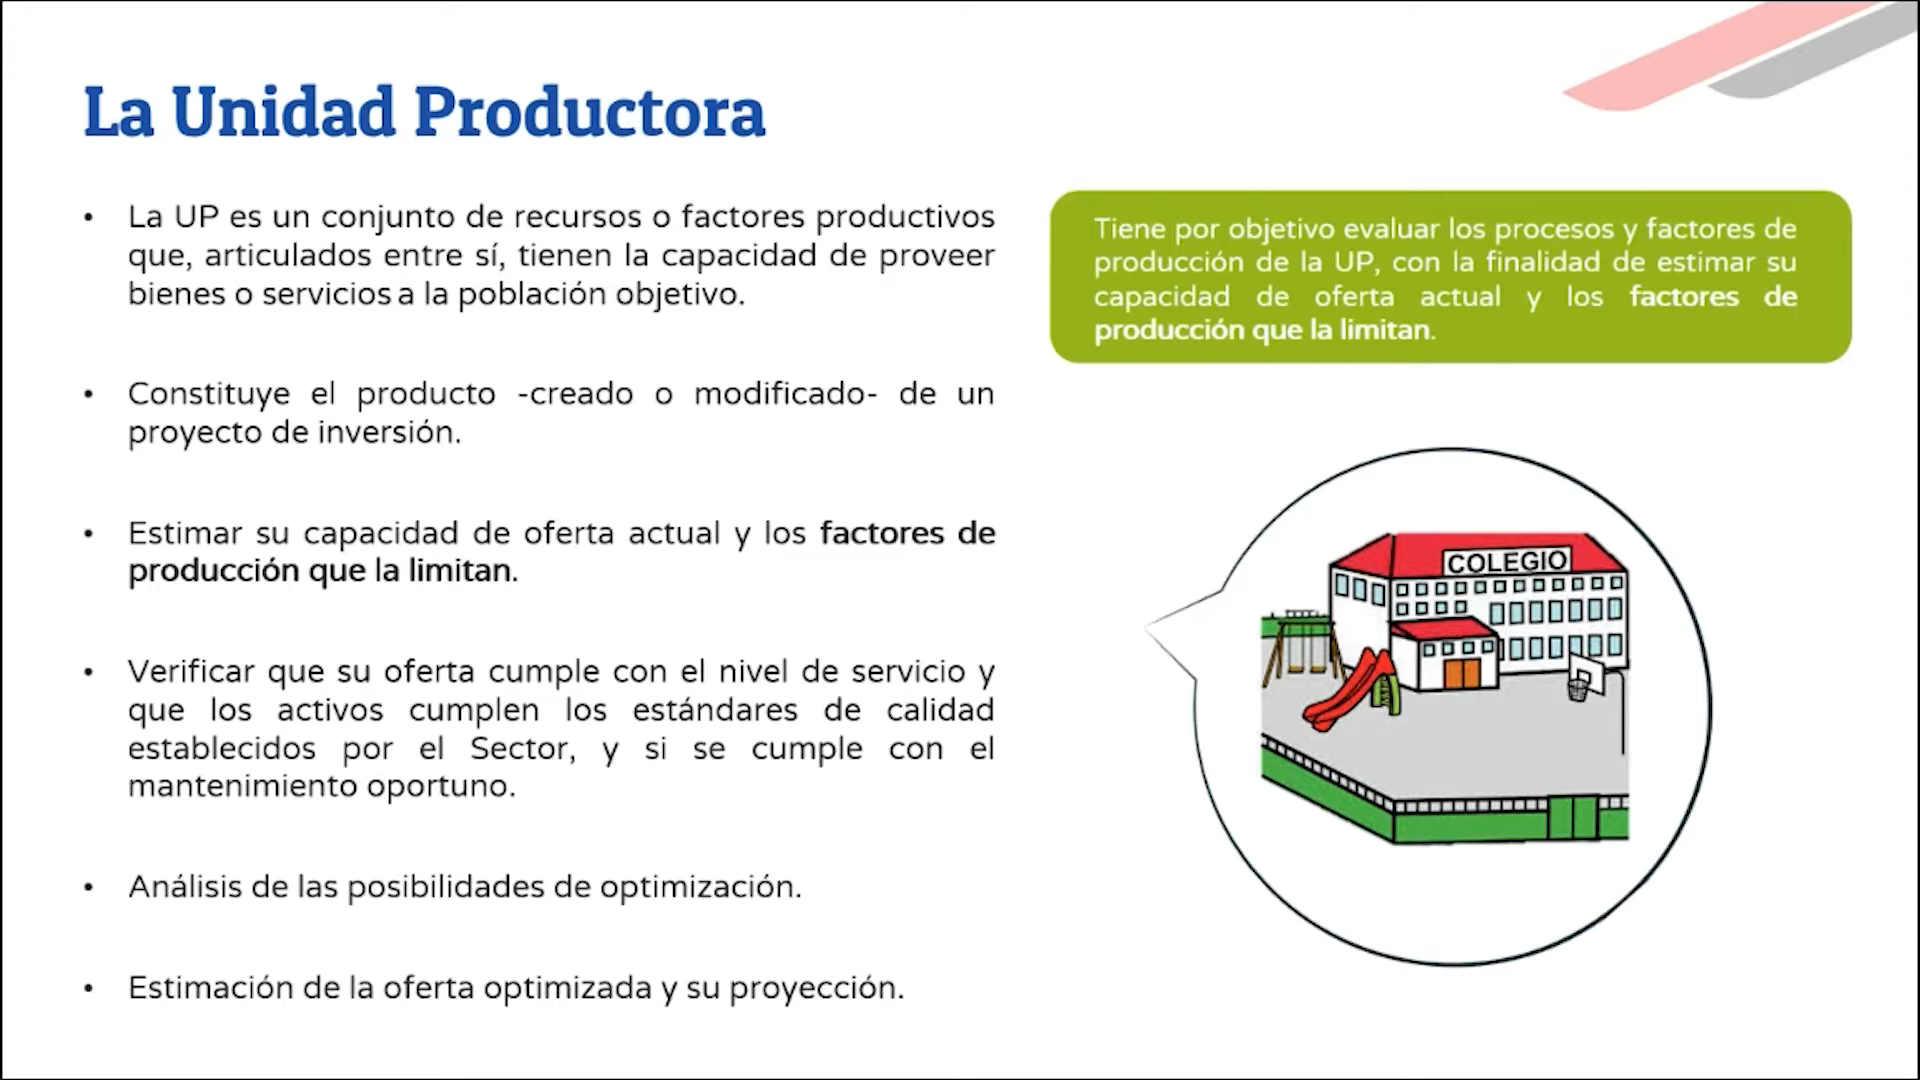 La Unidad Productora
• La UP es un conjunto de recursos o factores productivos
que, articulados entre sí, tienen la capacidad de proveer
bienes o servicios a la población objetivo.
• Constituye el producto -creado o modificado- de un
proyecto de inversión.
• Estimar su capacidad de oferta actual y los factores de
producción que la limitan.
• Verificar que su oferta cumple con el nivel de servicio y
que los activos cumplen los estándares de calidad
establecidos por el Sector, y si se cumple con el
mantenimiento oportuno.
• Análisis de las posibilidades de optimización.
• Estimación de la oferta optimizada y su proyección.
Tiene por objetivo evaluar los procesos y factores de
producción de la UP, con la finalidad de estimar su
capacidad de oferta actual y los factores de
producción que la limitan.
COLEGIO